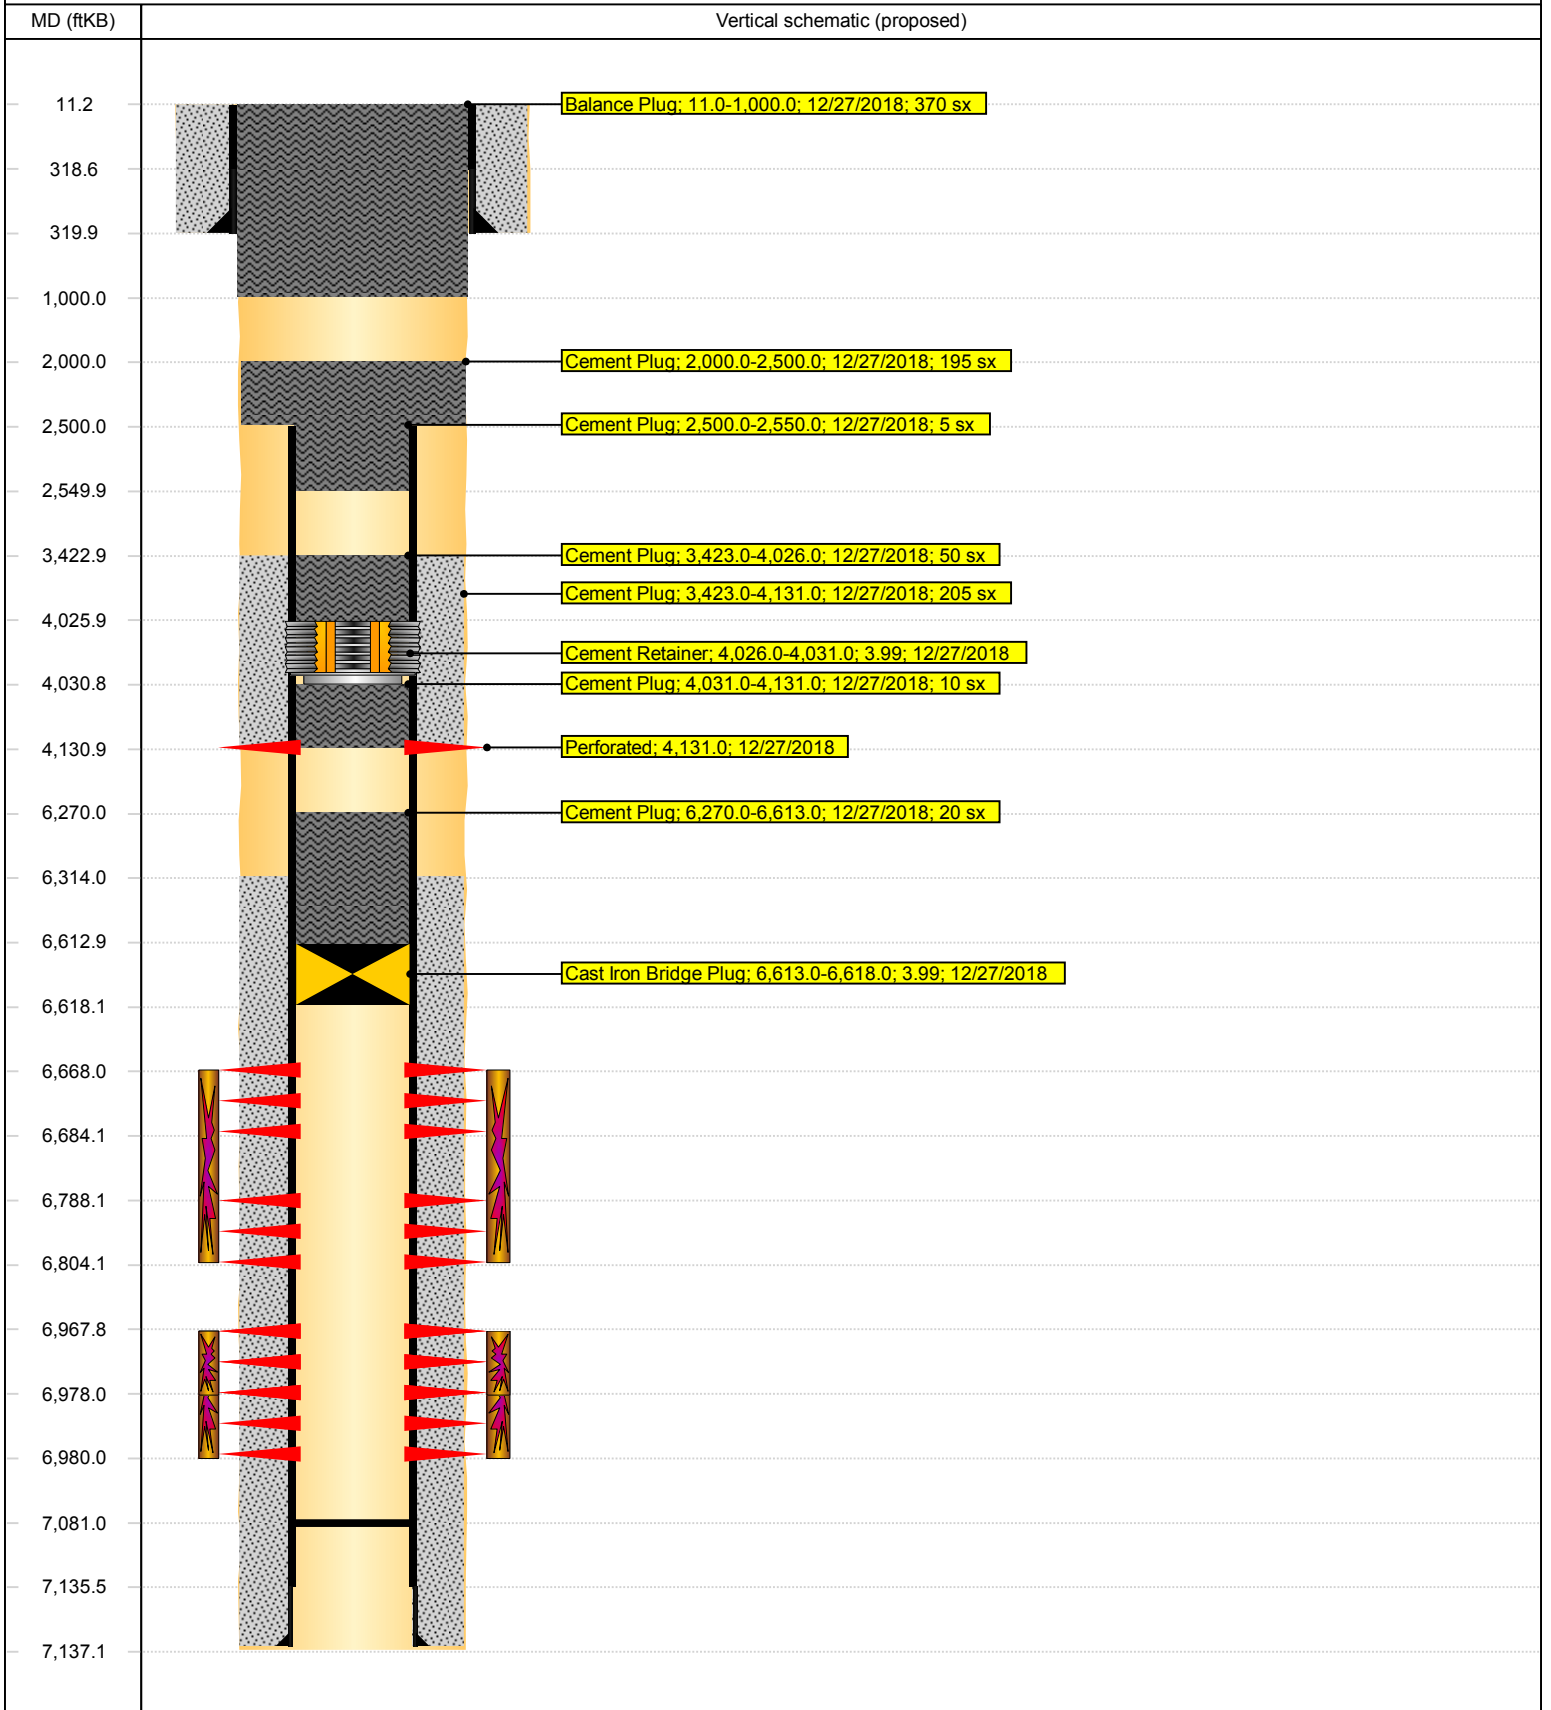 MD (ftKB)
Vertical schematic (proposed)
11.2
Balance Plug; 11.0-1,000.0; 12/27/2018; 370 sx
318.6
319.9
1,000.0
2,000.0
Cement Plug; 2,000.0-2,500.0; 12/27/2018; 195 sx
2,500.0
Cement Plug; 2,500.0-2,550.0; 12/27/2018; 5 sx
2,549.9
3,422.9
Cement Plug; 3,423.0-4,026.0; 12/27/2018; 50 sx
Cement Plug; 3,423.0-4,131.0; 12/27/2018; 205 sx
4,025.9
Cement Retainer; 4,026.0-4,031.0; 3.99; 12/27/2018
4,030.8
Cement Plug; 4,031.0-4,131.0; 12/27/2018; 10 sx
4,130.9
Perforated; 4,131.0; 12/27/2018
6,270.0
Cement Plug; 6,270.0-6,613.0; 12/27/2018; 20 sx
6,314.0
6,612.9
Cast Iron Bridge Plug; 6,613.0-6,618.0; 3.99; 12/27/2018
6,618.1
6,668.0
6,684.1
6,788.1
6,804.1
6,967.8
6,978.0
6,980.0
7,081.0
7,135.5
7,137.1